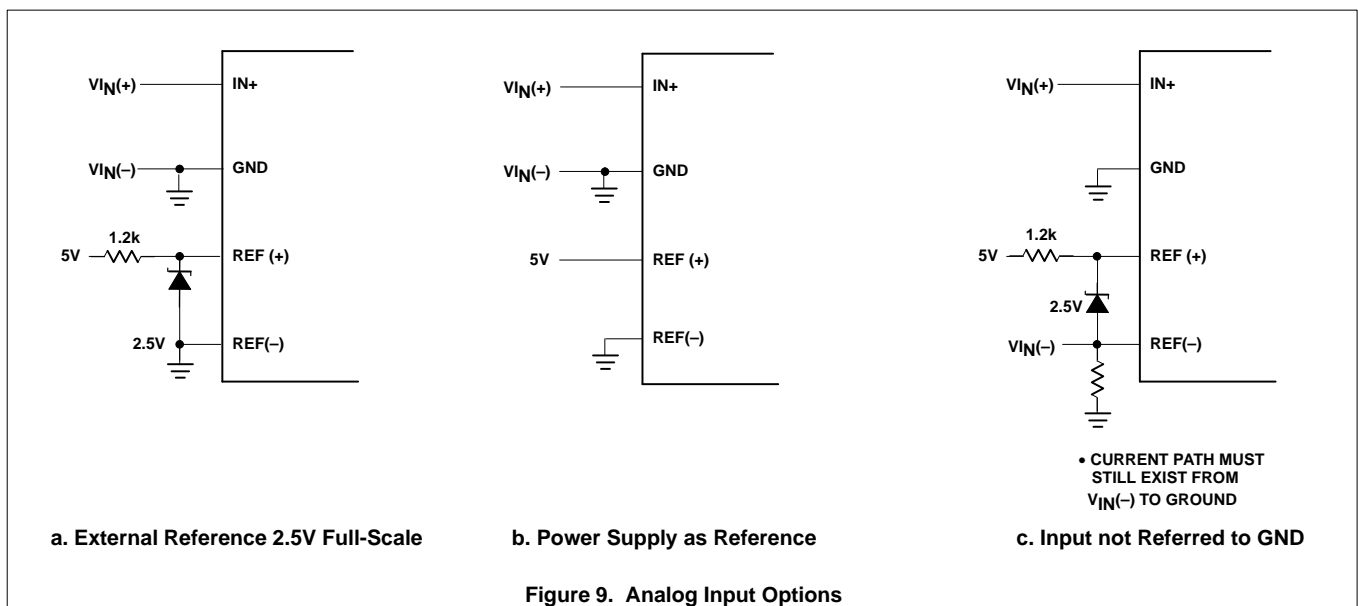 VIN(+)
IN+
VIN(–)
GND
5V
1.2k
REF (+)
2.5V
REF(–)
a. External Reference 2.5V Full-Scale
VIN(+)
IN+
VIN(–)
GND
5V
REF (+)
REF(–)
b. Power Supply as Reference
VIN(+)
IN+
GND
5V
1.2k
REF (+)
2.5V
VIN(–)
REF(–)
• CURRENT PATH MUST
STILL EXIST FROM
VIN(–) TO GROUND
c. Input not Referred to GND
Figure 9. Analog Input Options